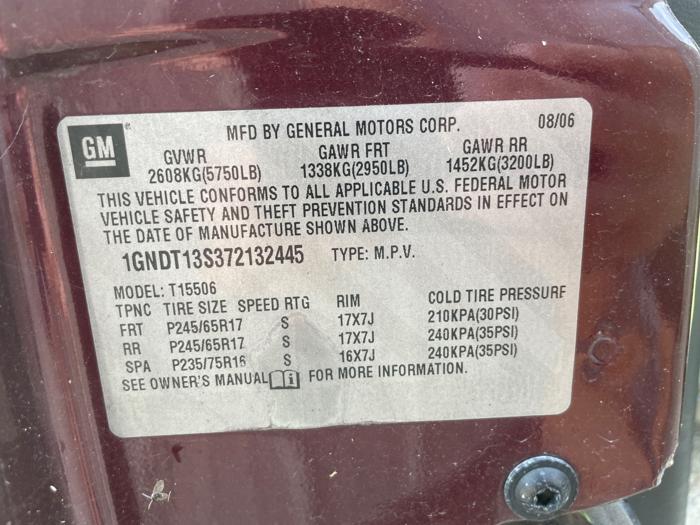 GM
MFD BY GENERAL MOTORS CORP. 08/06
GVWR GAWR FRT GAWR RR
2608KG(5750LB) 1338KG(2950LB) 1452KG(3200LB)
THIS VEHICLE CONFORMS TO ALL APPLICABLE U.S. FEDERAL MOTOR
VEHICLE SAFETY AND THEFT PREVENTION STANDARDS IN EFFECT ON
THE DATE OF MANUFACTURE SHOWN ABOVE.
1GNDT13S372132445 TYPE: M.P.V.
MODEL: T15506
TPNC TIRE SIZE SPEED RTG RIM COLD TIRE PRESSURE
FRT P245/65R17 S 17X7J 210KPA(30PSI)
RR P245/65R17 S 17X7J 240KPA(35PSI)
SPA P235/75R16 S 16X7J 240KPA(35PSI)
SEE OWNER'S MANUAL FOR MORE INFORMATION.